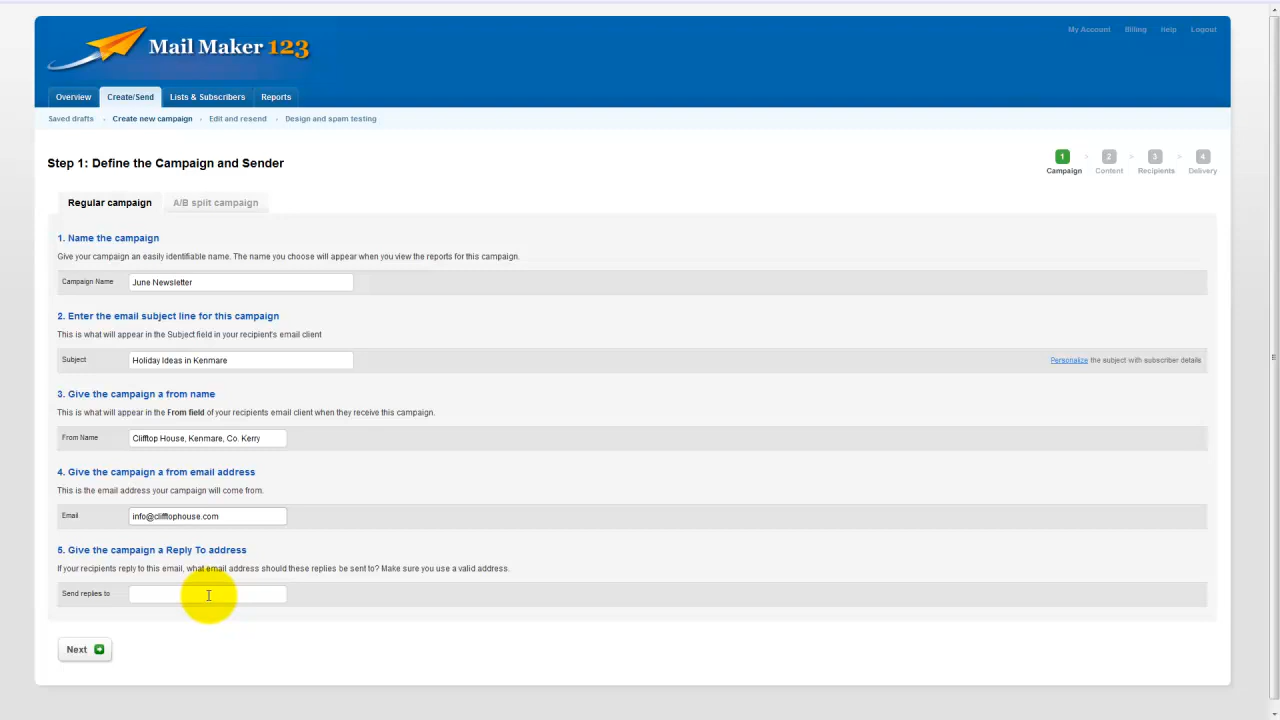 Mail Maker 123
My Account Billing Help Logout
Overview Create/Send Lists & Subscribers Reports
Saved drafts Create new campaign Edit and resend Design and spam testing
Step 1: Define the Campaign and Sender
1 > 2 > 3 > 4
Campaign Content Recipients Delivery
Regular campaign A/B split campaign
1. Name the campaign
Give your campaign an easily identifiable name. The name you choose will appear when you view the reports for this campaign.
Campaign Name June Newsletter
2. Enter the email subject line for this campaign
This is what will appear in the Subject field in your recipient's email client
Subject Holiday Ideas in Kenmare Personalize the subject with subscriber details
3. Give the campaign a from name
This is what will appear in the From field of your recipients email client when they receive this campaign.
From Name Clifftop House, Kenmare, Co. Kerry
4. Give the campaign a from email address
This is the email address your campaign will come from.
Email info@clifftophouse.com
5. Give the campaign a Reply To address
If your recipients reply to this email, what email address should these replies be sent to? Make sure you use a valid address.
Send replies to
Next